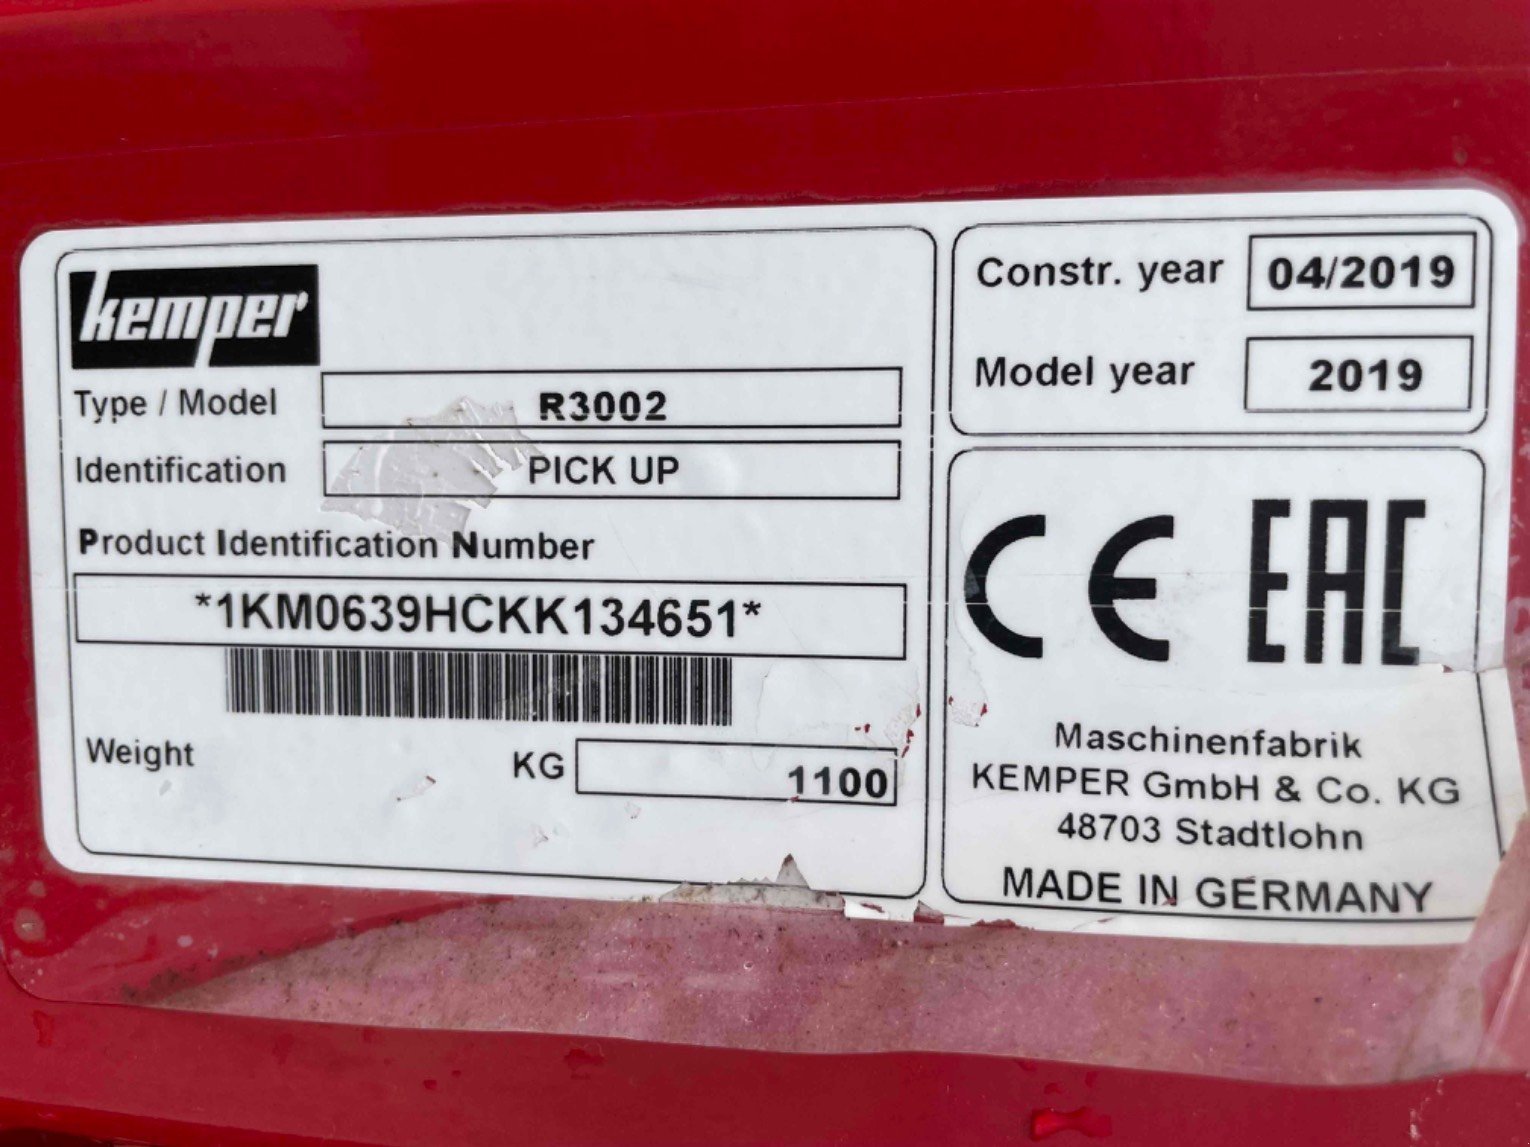 kemper
Type / Model R3002
Identification PICK UP
Product Identification Number
*1KM0639HCKK134651*
Weight KG 1100
Constr. year 04/2019
Model year 2019
CE EAC
Maschinenfabrik
KEMPER GmbH & Co. KG
48703 Stadtlohn
MADE IN GERMANY